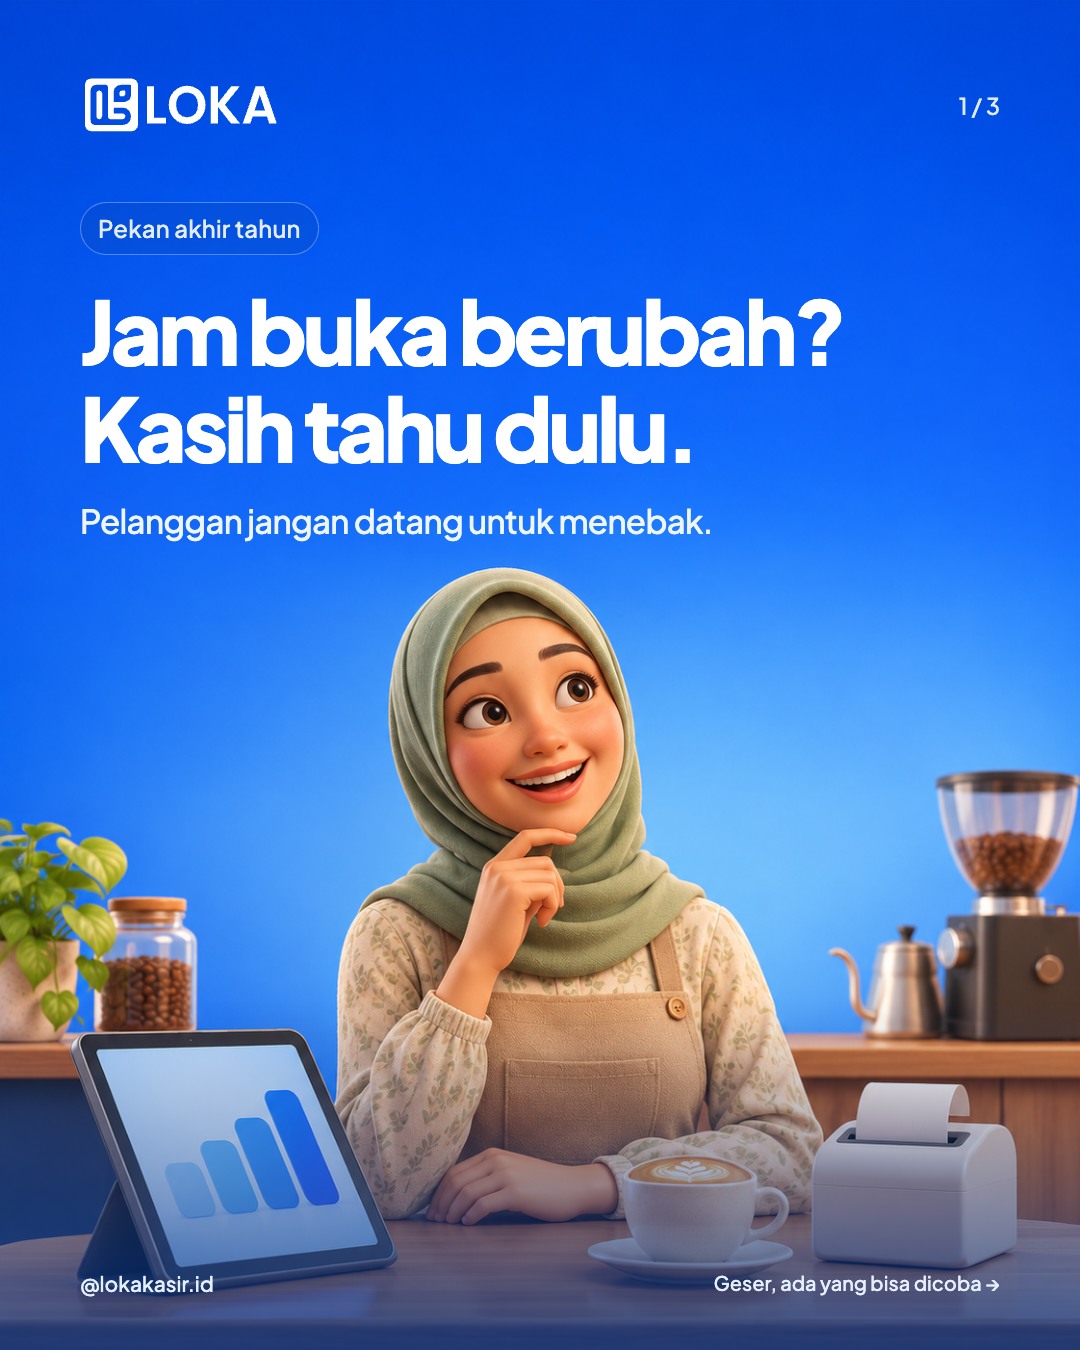 LOKA
1/3
Pekan akhir tahun
Jam buka berubah?
Kasih tahu dulu.
Pelanggan jangan datang untuk menebak.
@lokakasir.id
Geser, ada yang bisa dicoba →